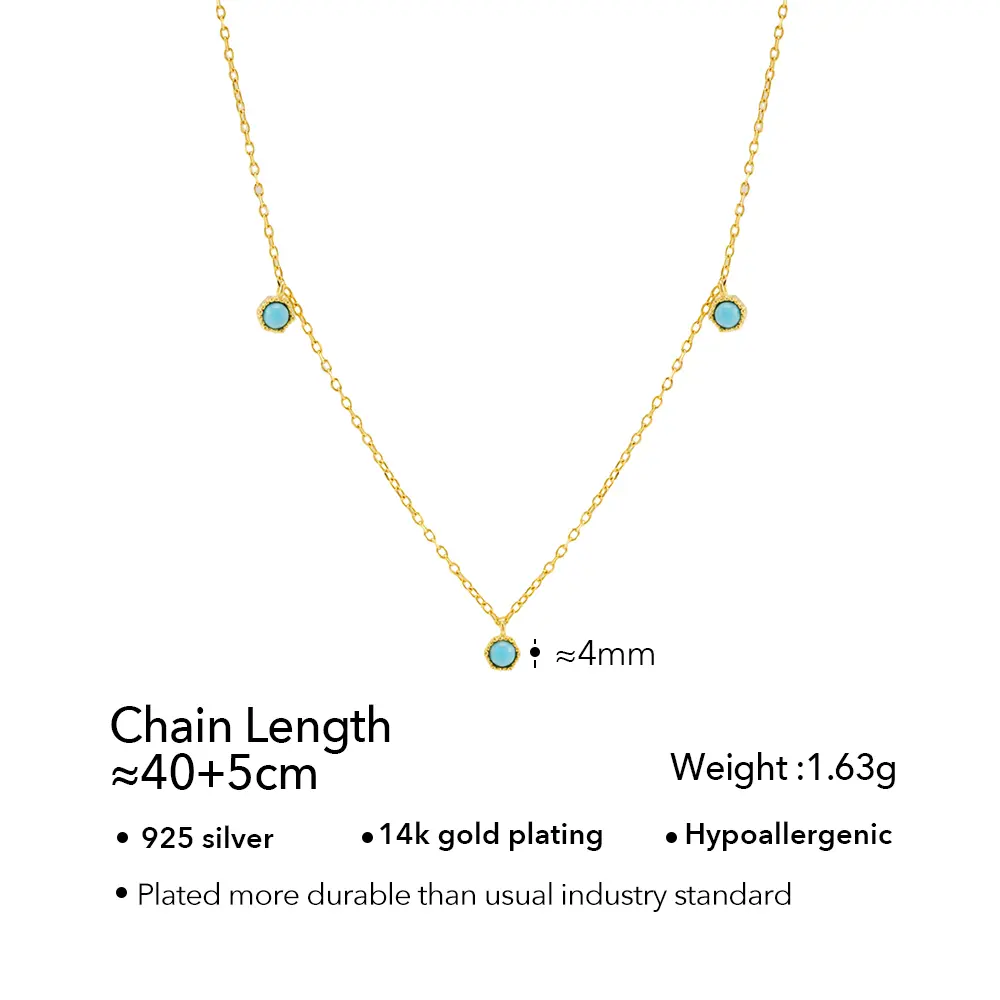 ≈4mm
Chain Length
≈40+5cm
Weight :1.63g
• 925 silver
• 14k gold plating
• Hypoallergenic
• Plated more durable than usual industry standard